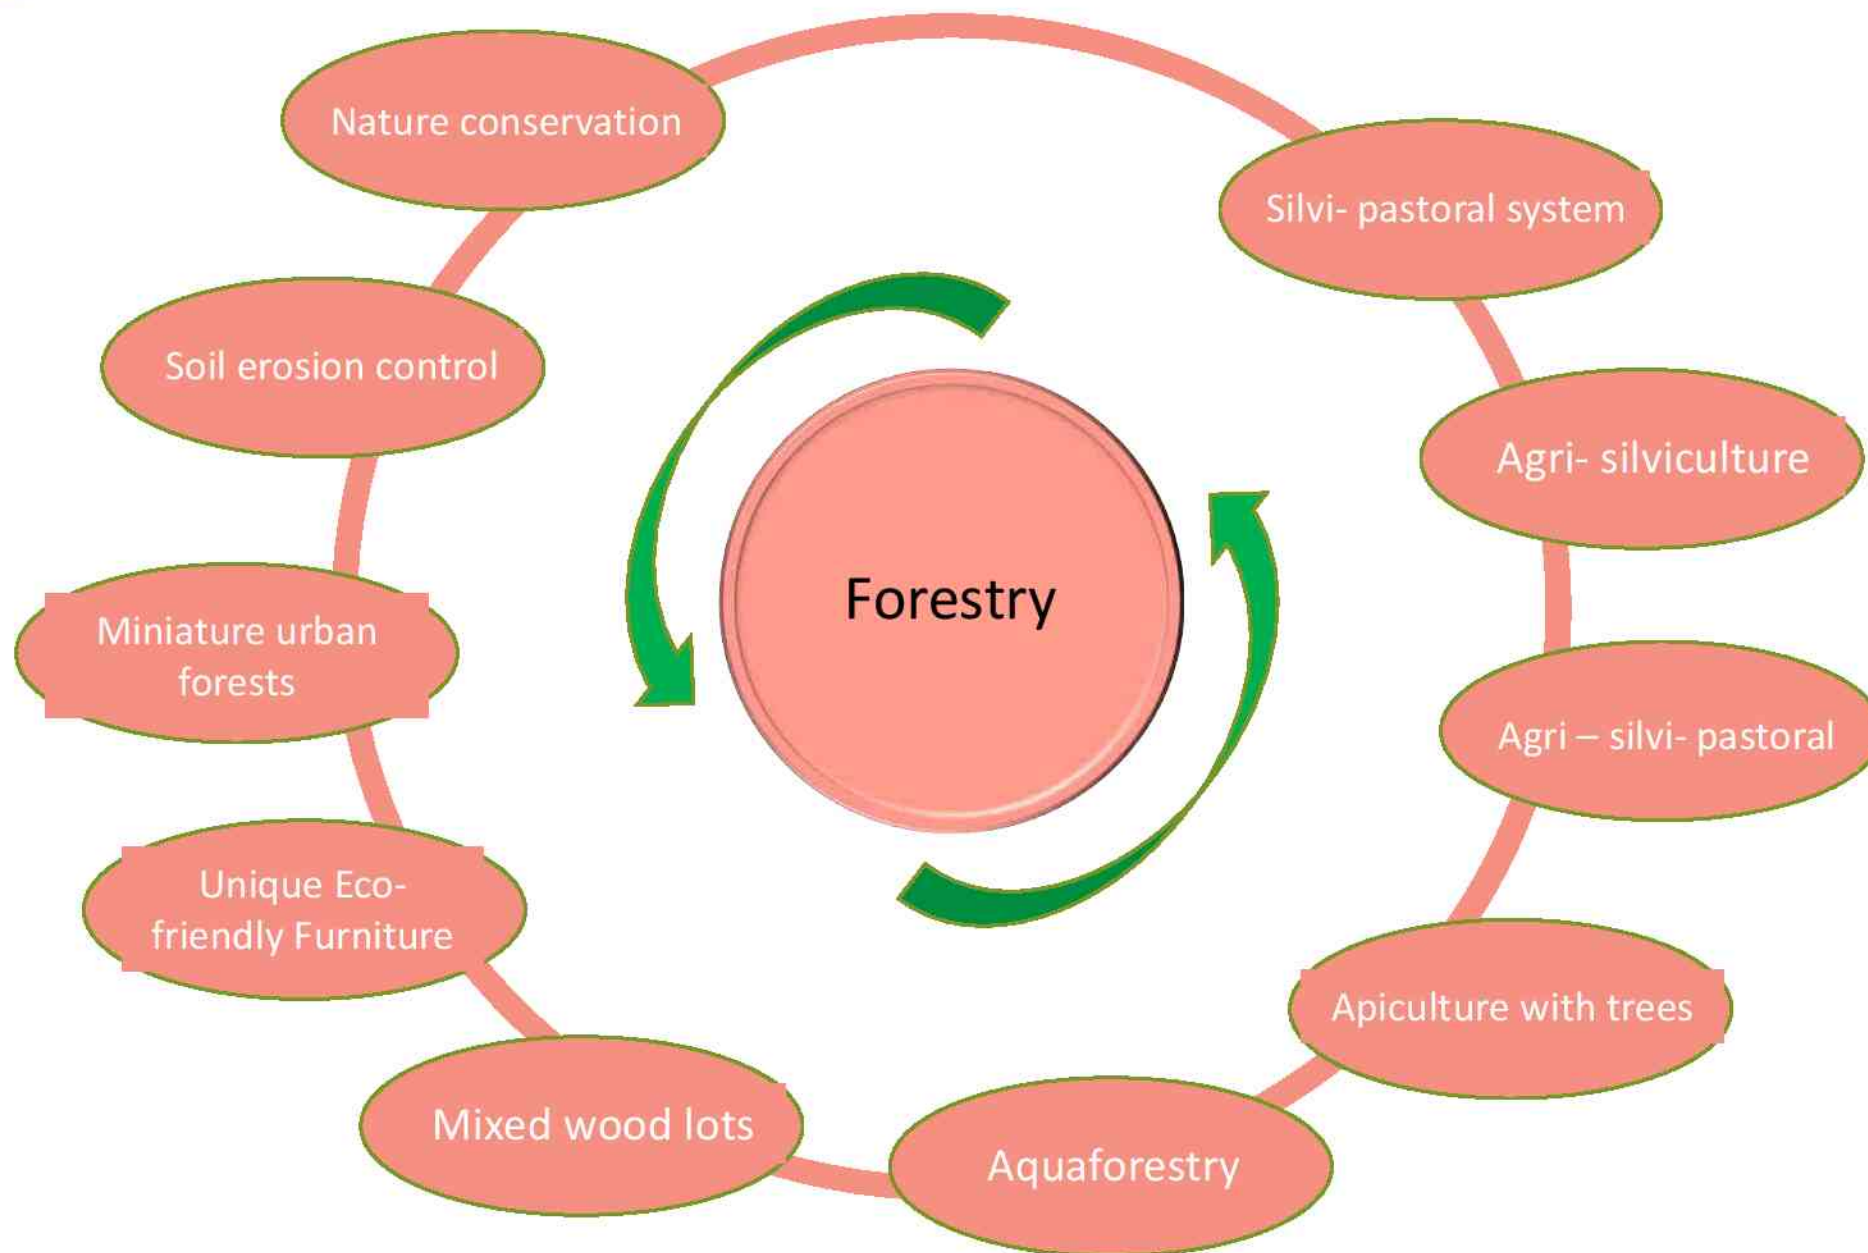 Nature conservation
Silvi- pastoral system
Soil erosion control
Agri- silviculture
Forestry
Miniature urban
forests
Agri – silvi- pastoral
Unique Eco-
friendly Furniture
Apiculture with trees
Mixed wood lots
Aquaforestry